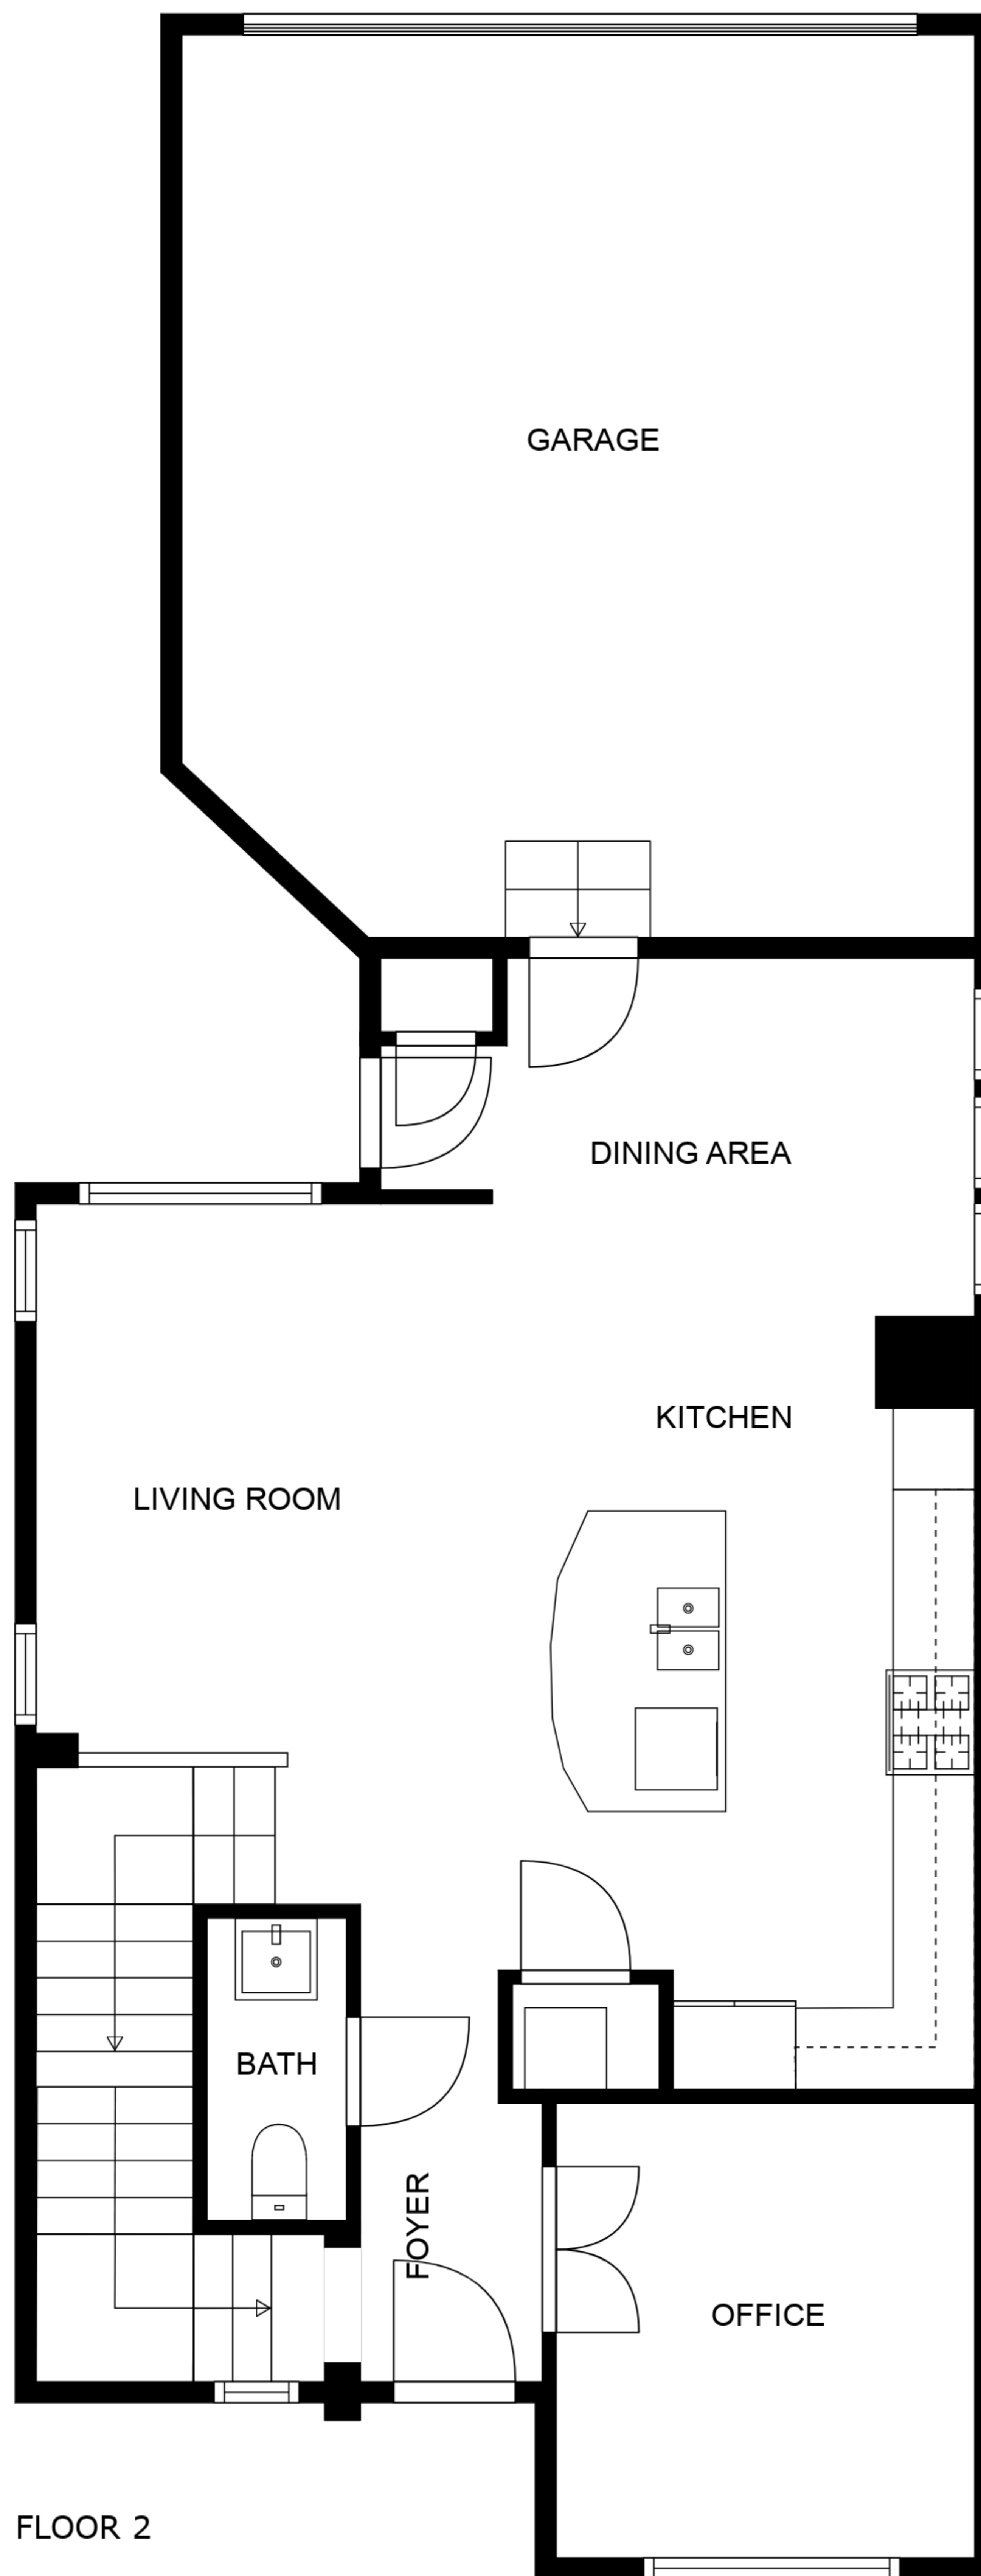 GARAGE
DINING AREA
KITCHEN
LIVING ROOM
BATH
FOYER
OFFICE
FLOOR 2